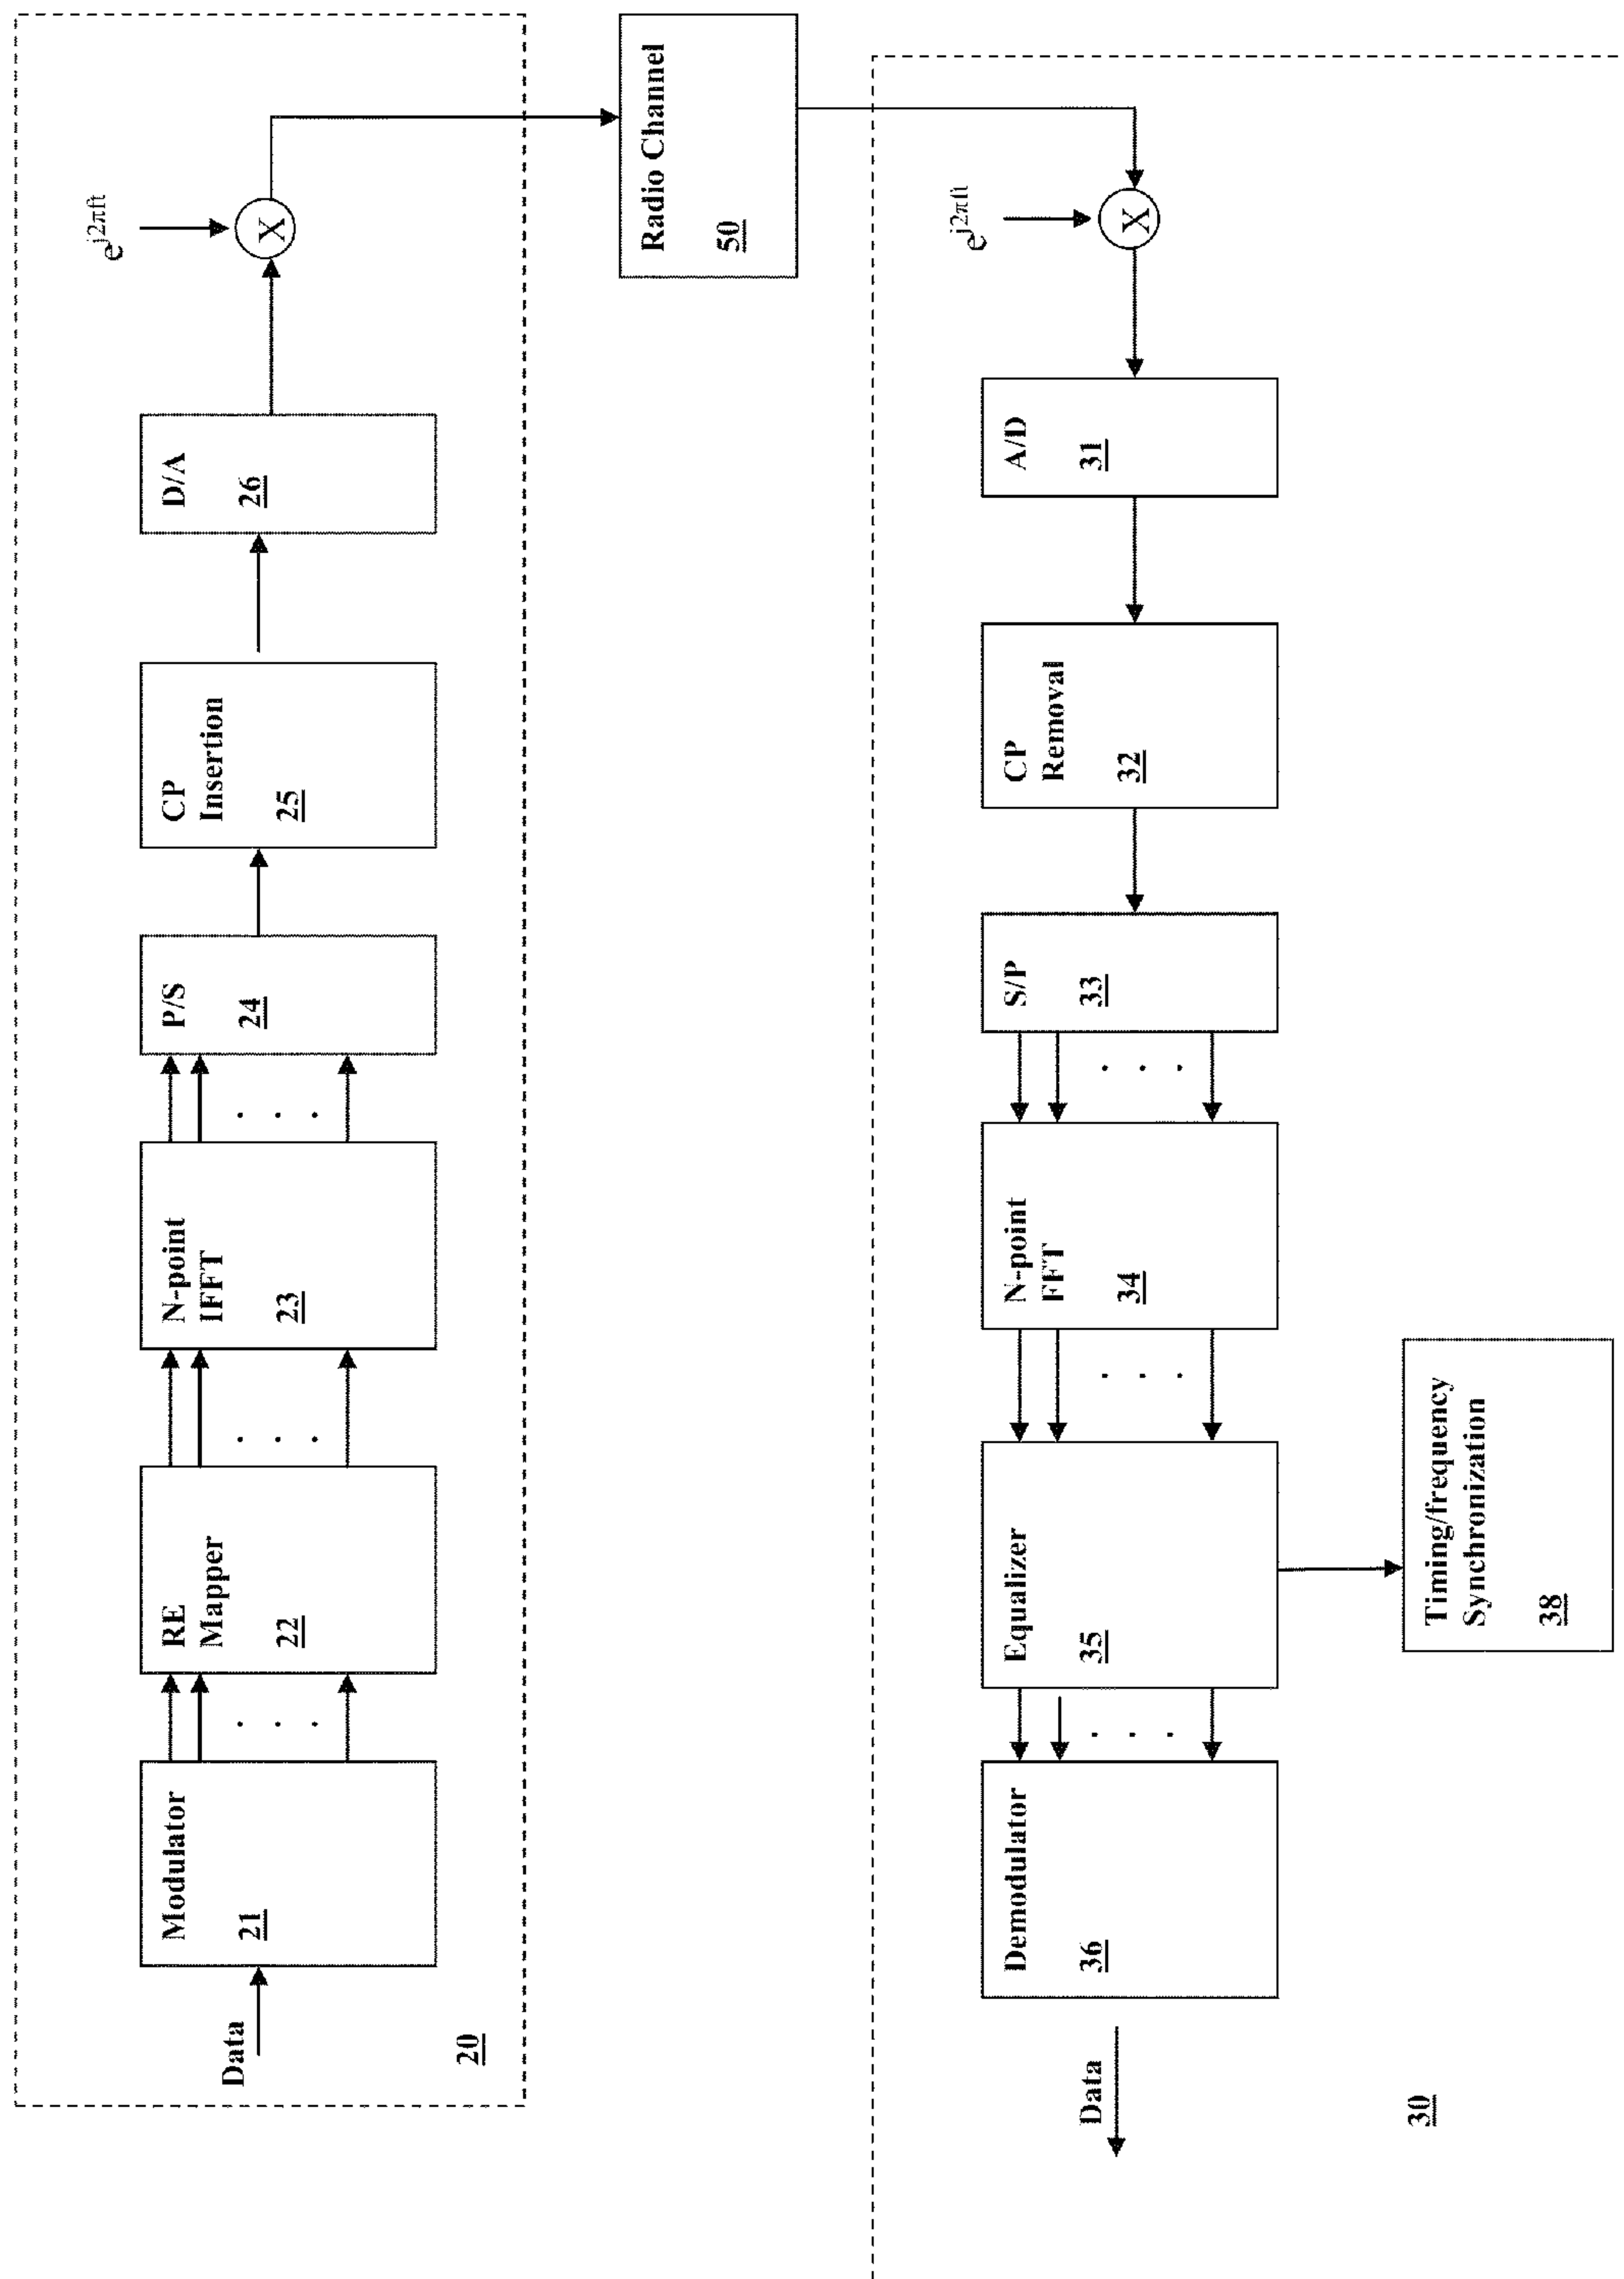 Data
Modulator
21
RE
Mapper
22
N-point
IFFT
23
P/S
24
CP
Insertion
25
D/A
26
e^{j2πft}
X
20
Radio Channel
50
e^{j2πft}
X
A/D
31
CP
Removal
32
S/P
33
N-point
FFT
34
Equalizer
35
Timing/frequency
Synchronization
38
Demodulator
36
Data
30